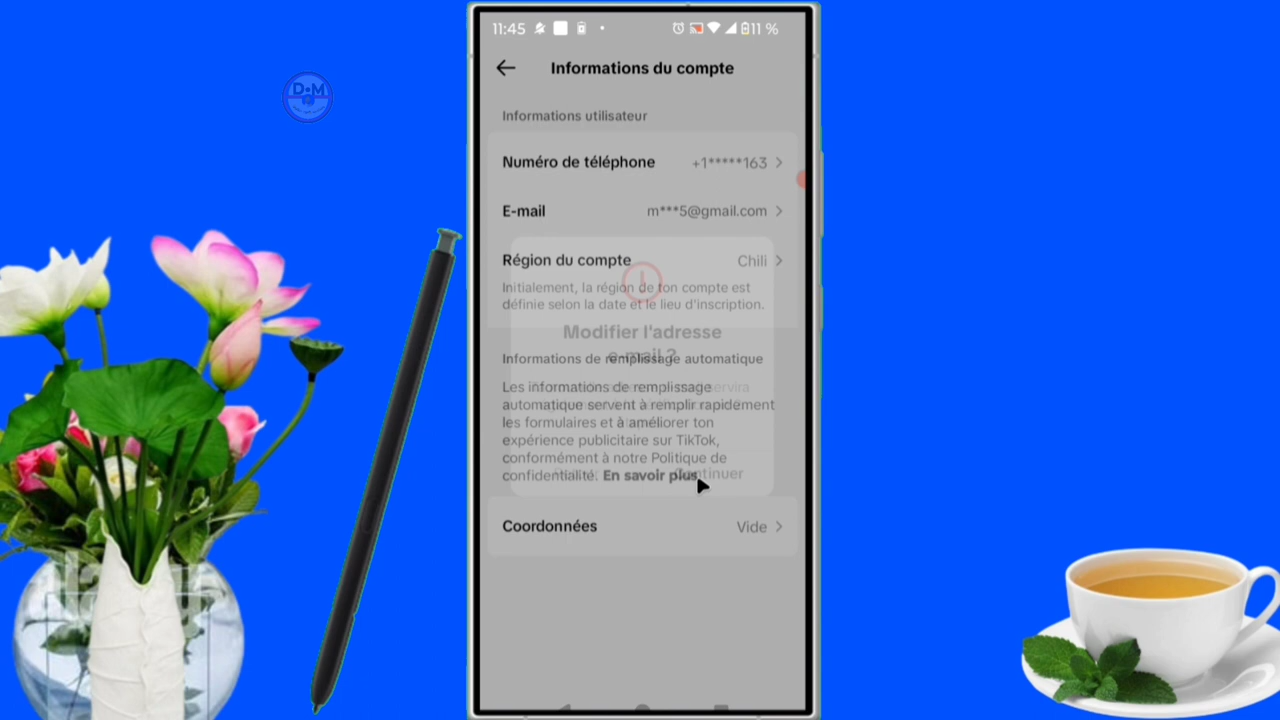 11:45
11 %
D•M
Informations du compte
Informations utilisateur
Numéro de téléphone +1*****163
E-mail m***5@gmail.com
Région du compte Chili
Initialement, la région de ton compte est
définie selon la date et le lieu d'inscription.
Modifier l'adresse
e-mail ?
Informations de remplissage automatique
Les informations de remplissage
servira
automatique servent à remplir rapidement
les formulaires et à améliorer ton
expérience publicitaire sur TikTok,
conformément à notre Politique de
confidentialité. En savoir plus
Continuer
Coordonnées Vide